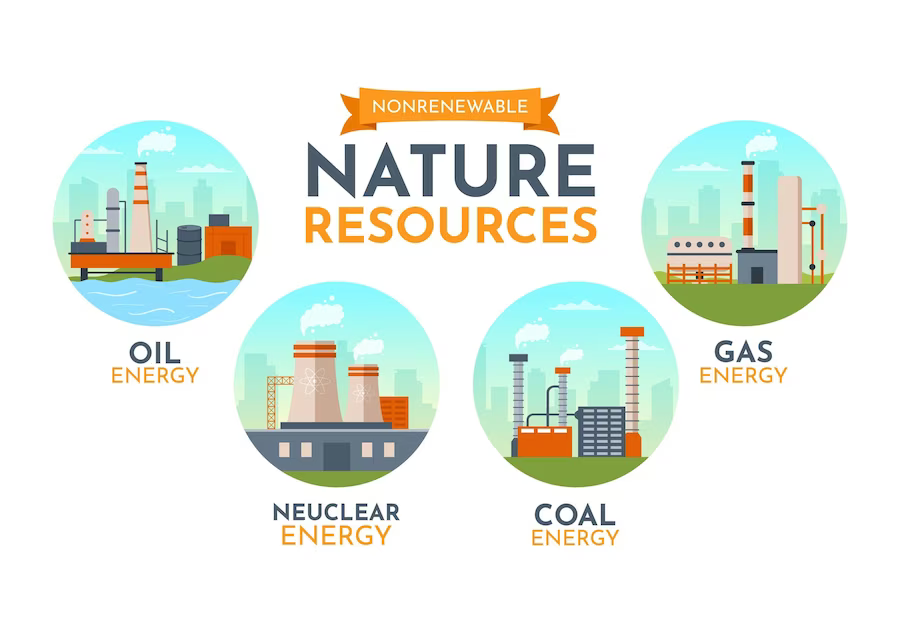 NONRENEWABLE
NATURE
RESOURCES
OIL
ENERGY
NEUCLEAR
ENERGY
COAL
ENERGY
GAS
ENERGY